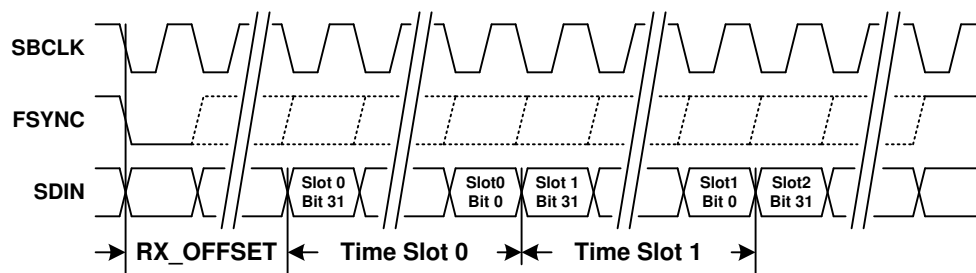 SBCLK
FSYNC
SDIN
Slot 0
Bit 31
Slot0
Bit 0
Slot 1
Bit 31
Slot1
Bit 0
Slot2
Bit 31
RX_OFFSET
Time Slot 0
Time Slot 1